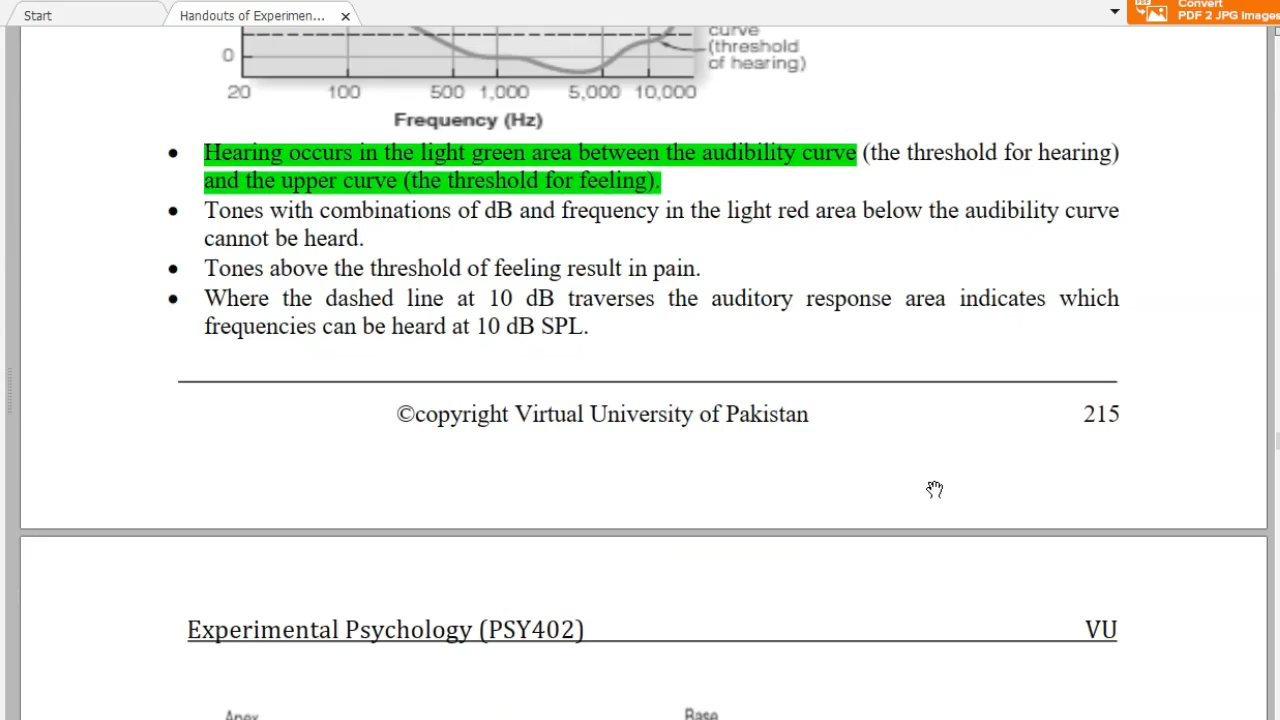 Start
Handouts of Experimen...
Convert
PDF 2 JPG Images
curve
(threshold
of hearing)
0
20 100 500 1,000 5,000 10,000
Frequency (Hz)
• Hearing occurs in the light green area between the audibility curve (the threshold for hearing)
and the upper curve (the threshold for feeling).
• Tones with combinations of dB and frequency in the light red area below the audibility curve
cannot be heard.
• Tones above the threshold of feeling result in pain.
• Where the dashed line at 10 dB traverses the auditory response area indicates which
frequencies can be heard at 10 dB SPL.
©copyright Virtual University of Pakistan 215
Experimental Psychology (PSY402) VU
Apex Base